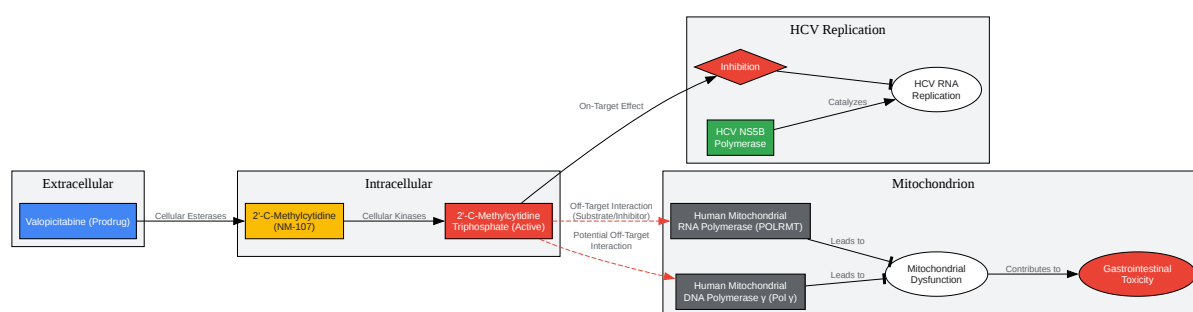 HCV Replication
Inhibition
HCV RNA
Replication
On-Target Effect
Catalyzes
HCV NS5B
Polymerase
Extracellular
Valopicitabine (Prodrug)
Cellular Esterases
Intracellular
2'-C-Methylcytidine
(NM-107)
Cellular Kinases
2'-C-Methylcytidine
Triphosphate (Active)
Off-Target Interaction
(Substrate/Inhibitor)
Potential Off-Target
Interaction
Mitochondrion
Human Mitochondrial
RNA Polymerase (POLRMT)
Leads to
Human Mitochondrial
DNA Polymerase γ (Pol γ)
Leads to
Mitochondrial
Dysfunction
Contributes to
Gastrointestinal
Toxicity